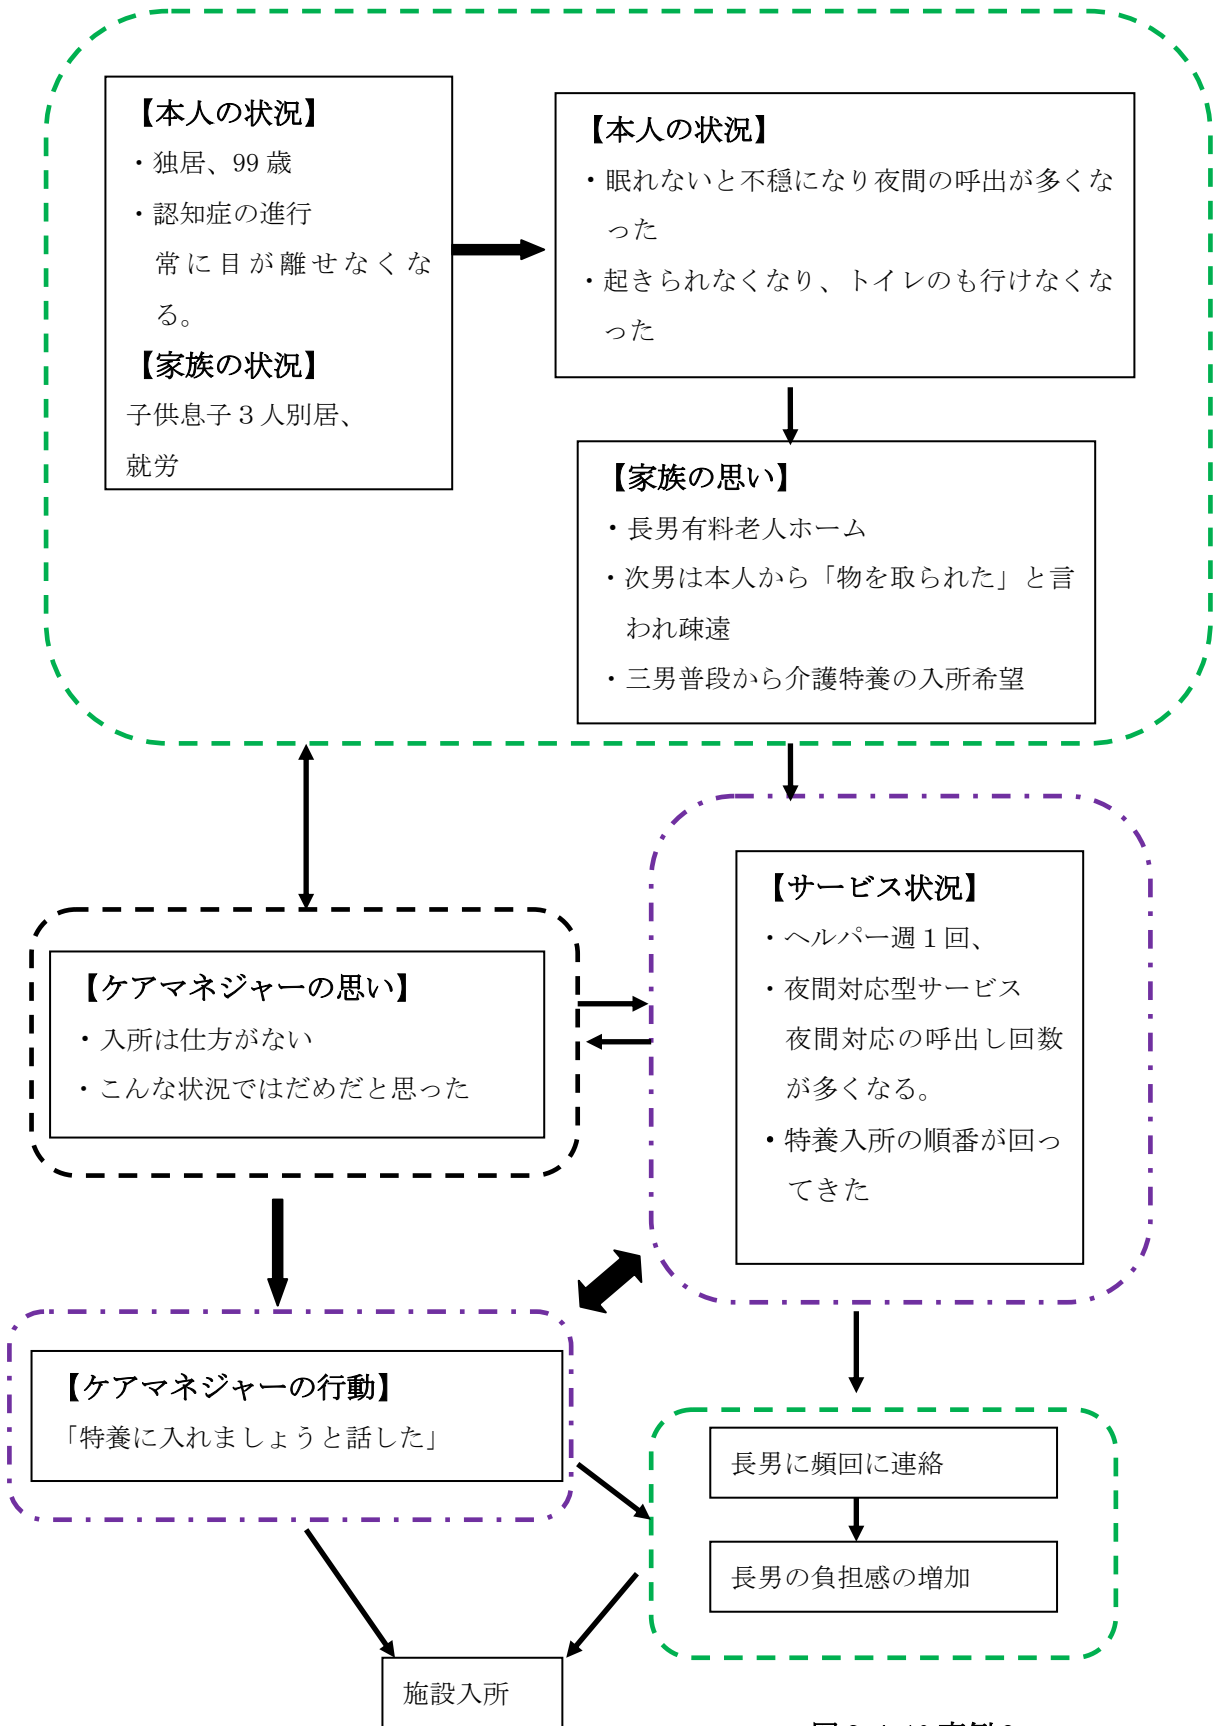 【本人の状況】
・独居、99 歳
・認知症の進行
常に目が離せなくな
る。
【家族の状況】
子供息子３人別居、
就労
【本人の状況】
・眠れないと不穏になり夜間の呼出が多くな
った
・起きられなくなり、トイレのも行けなくな
った
【家族の思い】
・長男有料老人ホーム
・次男は本人から「物を取られた」と言
われ疎遠
・三男普段から介護特養の入所希望
【サービス状況】
・ヘルパー週１回、
・夜間対応型サービス
夜間対応の呼出し回数
が多くなる。
・特養入所の順番が回っ
てきた
【ケアマネジャーの思い】
・入所は仕方がない
・こんな状況ではだめだと思った
【ケアマネジャーの行動】
「特養に入れましょうと話した」
長男に頻回に連絡
長男の負担感の増加
施設入所